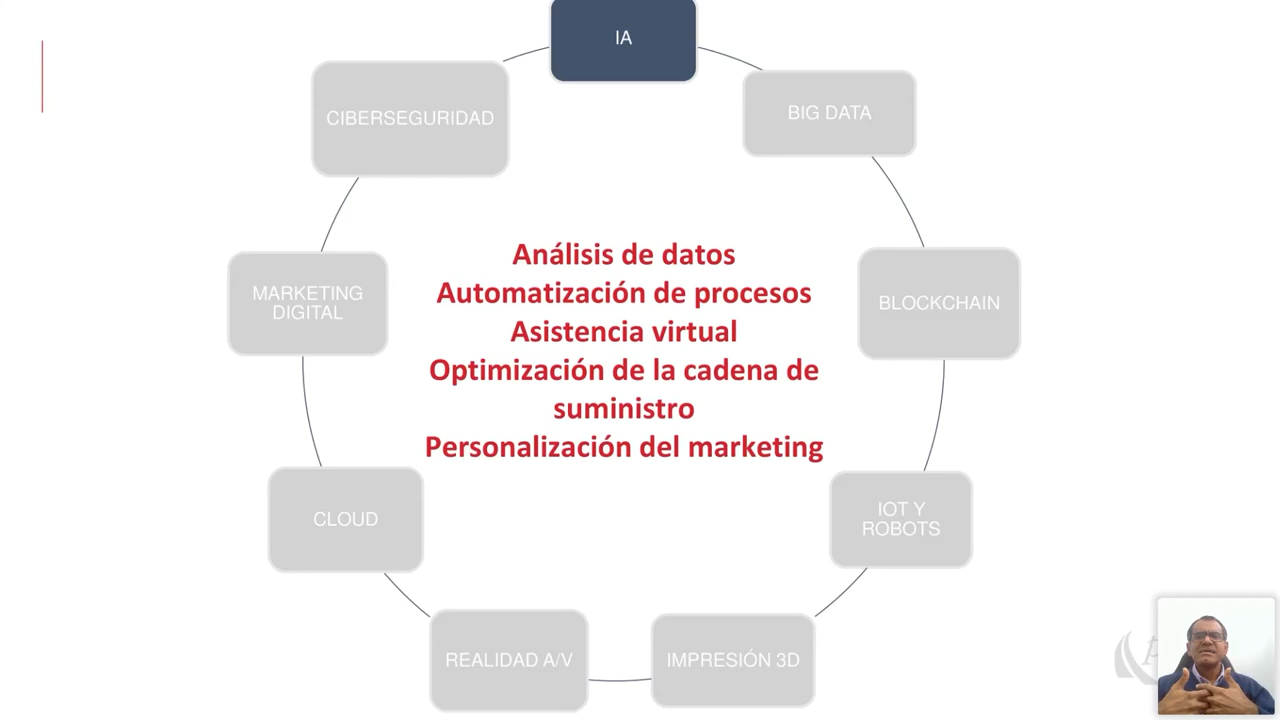 IA
CIBERSEGURIDAD
BIG DATA
MARKETING
DIGITAL
BLOCKCHAIN
Análisis de datos
Automatización de procesos
Asistencia virtual
Optimización de la cadena de
suministro
Personalización del marketing
CLOUD
IOT Y
ROBOTS
REALIDAD A/V
IMPRESIÓN 3D